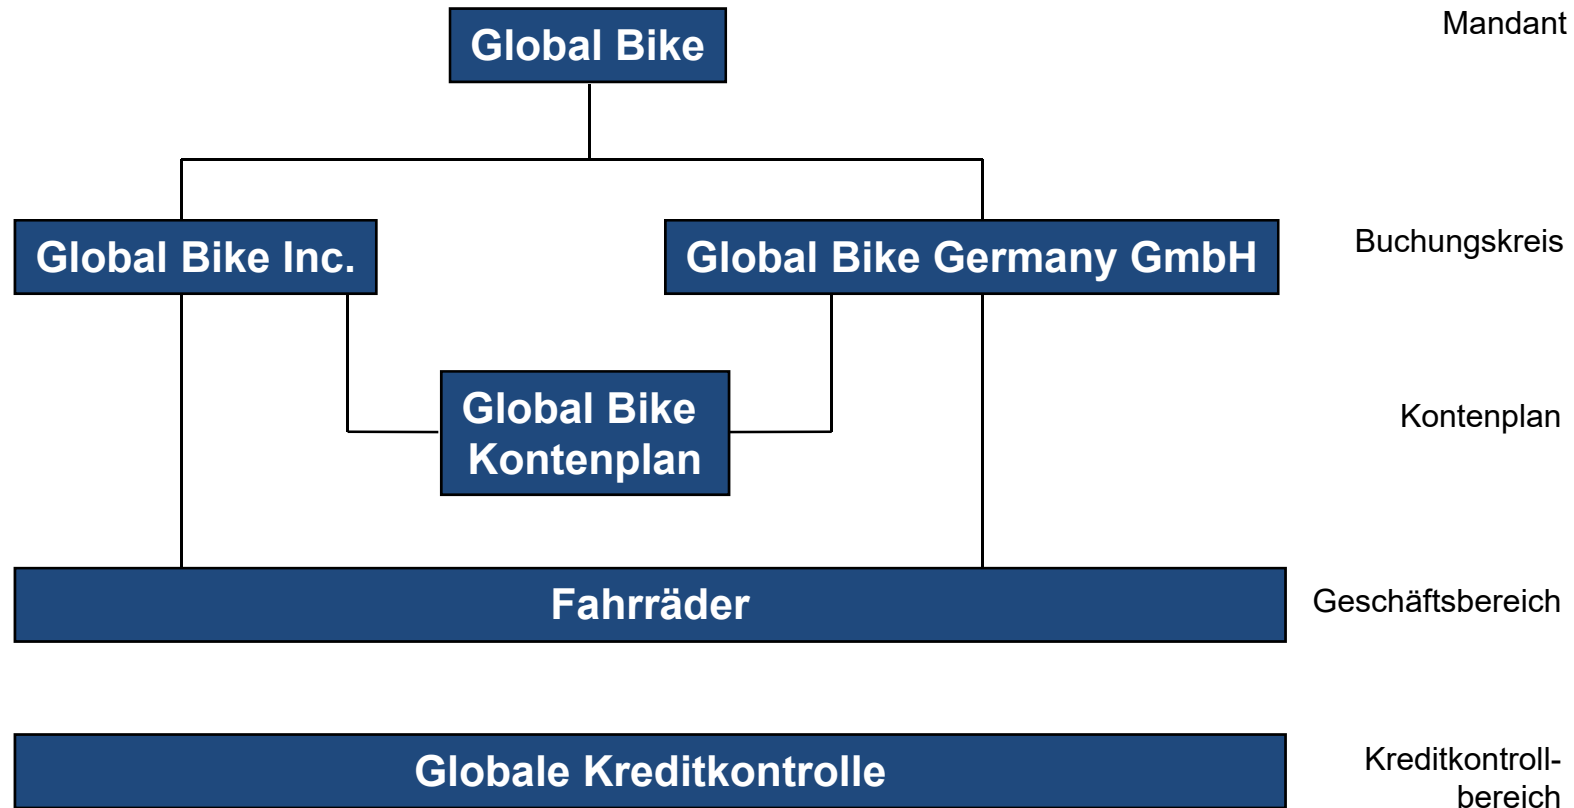 Global Bike
Mandant
Global Bike Inc.
Global Bike Germany GmbH
Buchungskreis
Global Bike
Kontenplan
Kontenplan
Fahrräder
Geschäftsbereich
Globale Kreditkontrolle
Kreditkontroll-
bereich